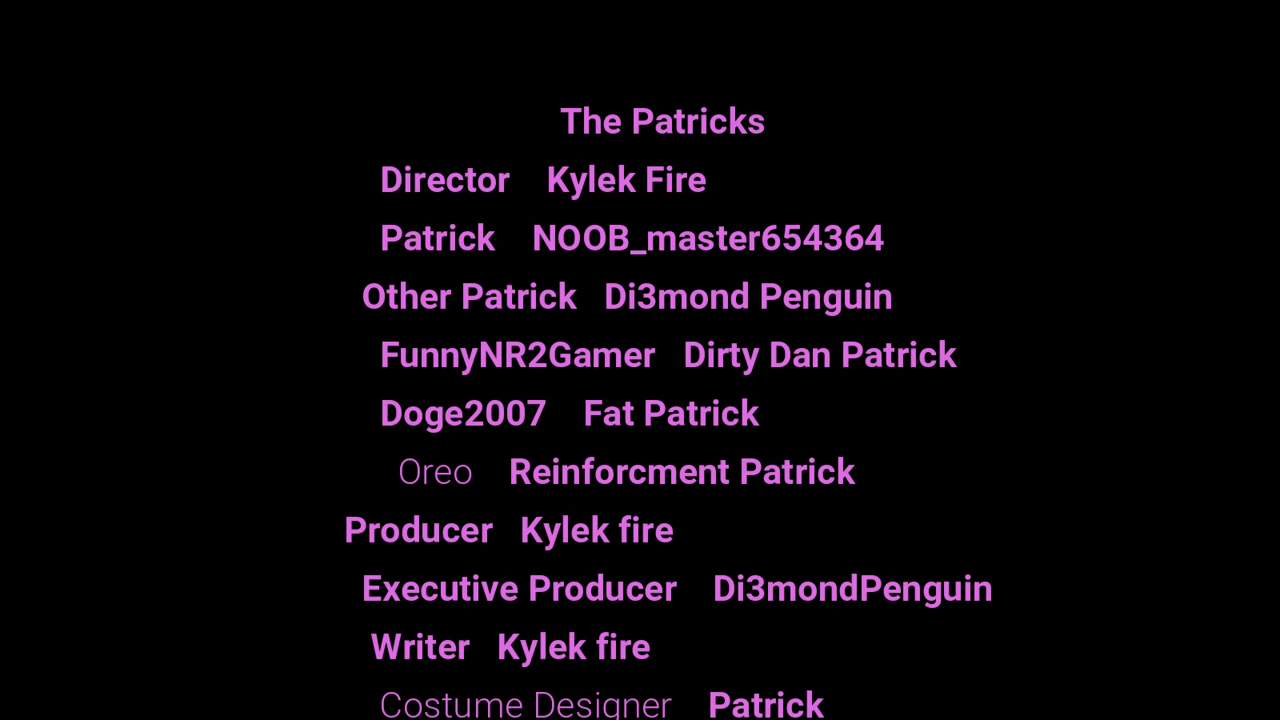 The Patricks
Director Kylek Fire
Patrick NOOB_master654364
Other Patrick Di3mond Penguin
FunnyNR2Gamer Dirty Dan Patrick
Doge2007 Fat Patrick
Oreo Reinforcment Patrick
Producer Kylek fire
Executive Producer Di3mondPenguin
Writer Kylek fire
Costume Designer Patrick